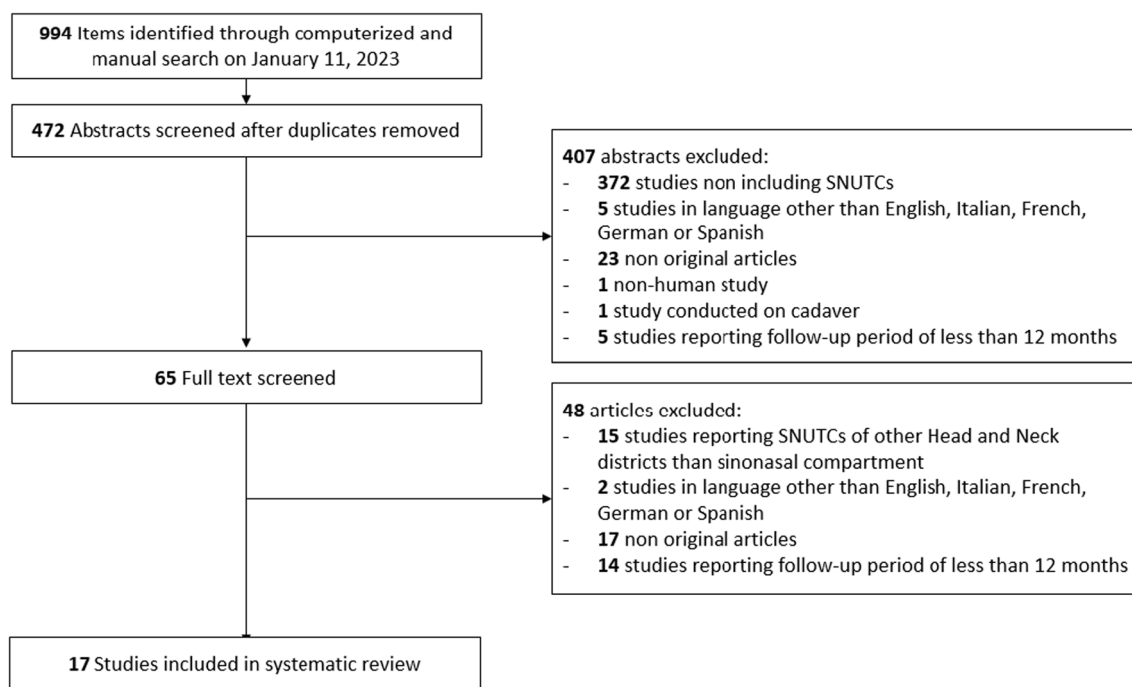 994 Items identified through computerized and
manual search on January 11, 2023
472 Abstracts screened after duplicates removed
407 abstracts excluded:
- 372 studies non including SNUTCs
- 5 studies in language other than English, Italian, French,
German or Spanish
- 23 non original articles
- 1 non-human study
- 1 study conducted on cadaver
- 5 studies reporting follow-up period of less than 12 months
65 Full text screened
48 articles excluded:
- 15 studies reporting SNUTCs of other Head and Neck
districts than sinonasal compartment
- 2 studies in language other than English, Italian, French,
German or Spanish
- 17 non original articles
- 14 studies reporting follow-up period of less than 12 months
17 Studies included in systematic review